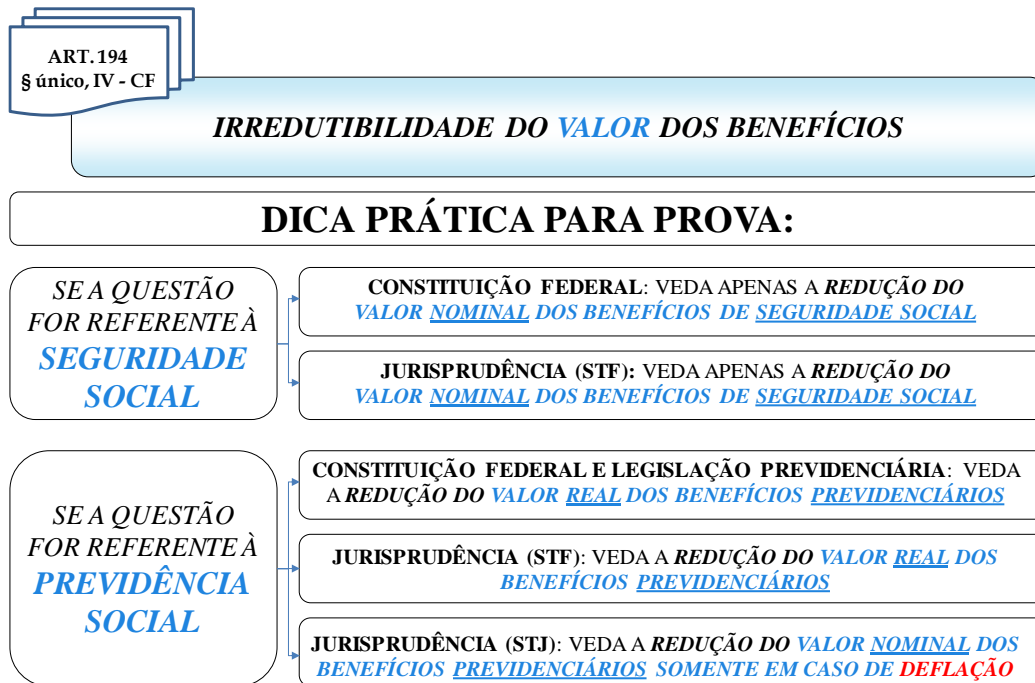 ART. 194
§ único, IV - CF
IRREDUTIBILIDADE DO VALOR DOS BENEFÍCIOS
DICA PRÁTICA PARA PROVA:
SE A QUESTÃO
FOR REFERENTE À
SEGURIDADE
SOCIAL
CONSTITUIÇÃO FEDERAL: VEDA APENAS A REDUÇÃO DO
VALOR NOMINAL DOS BENEFÍCIOS DE SEGURIDADE SOCIAL
JURISPRUDÊNCIA (STF): VEDA APENAS A REDUÇÃO DO
VALOR NOMINAL DOS BENEFÍCIOS DE SEGURIDADE SOCIAL
SE A QUESTÃO
FOR REFERENTE À
PREVIDÊNCIA
SOCIAL
CONSTITUIÇÃO FEDERAL E LEGISLAÇÃO PREVIDENCIÁRIA: VEDA
A REDUÇÃO DO VALOR REAL DOS BENEFÍCIOS PREVIDENCIÁRIOS
JURISPRUDÊNCIA (STF): VEDA A REDUÇÃO DO VALOR REAL DOS
BENEFÍCIOS PREVIDENCIÁRIOS
JURISPRUDÊNCIA (STJ): VEDA A REDUÇÃO DO VALOR NOMINAL DOS
BENEFÍCIOS PREVIDENCIÁRIOS SOMENTE EM CASO DE DEFLAÇÃO